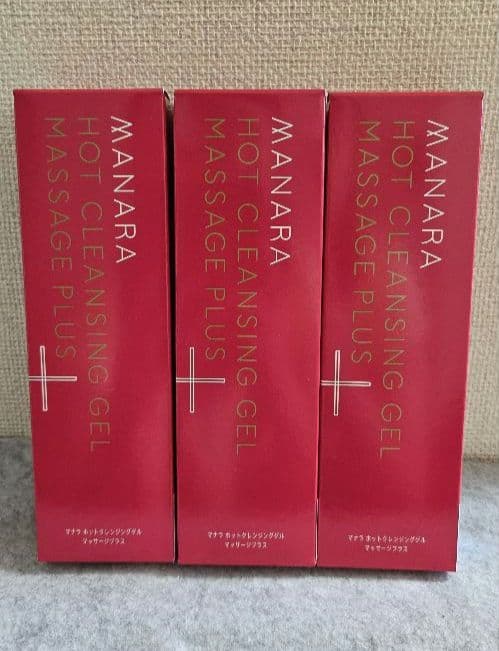 MANARA
HOT CLEANSING GEL
MASSAGE PLUS
マナラ ホットクレンジングゲル
マッサージプラス
MANARA
HOT CLEANSING GEL
MASSAGE PLUS
マナラ ホットクレンジングゲル
マッサージプラス
MANARA
HOT CLEANSING GEL
MASSAGE PLUS
マナラ ホットクレンジングゲル
マッサージプラス